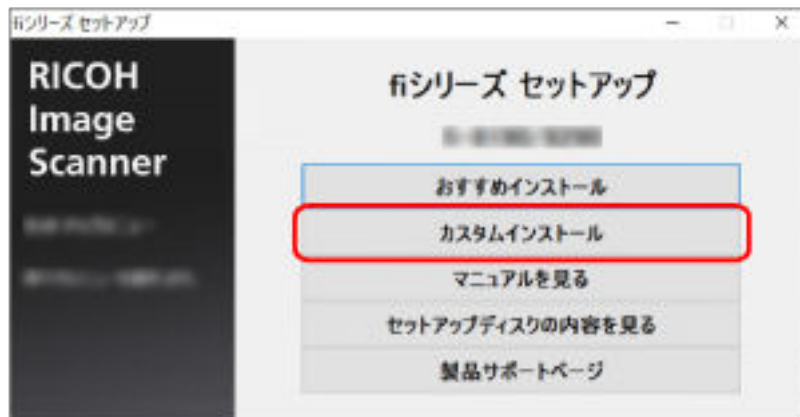 fiシリーズ セットアップ
RICOH
Image
Scanner
fiシリーズ セットアップ
おすすめインストール
カスタムインストール
マニュアルを見る
セットアップディスクの内容を見る
製品サポートページ